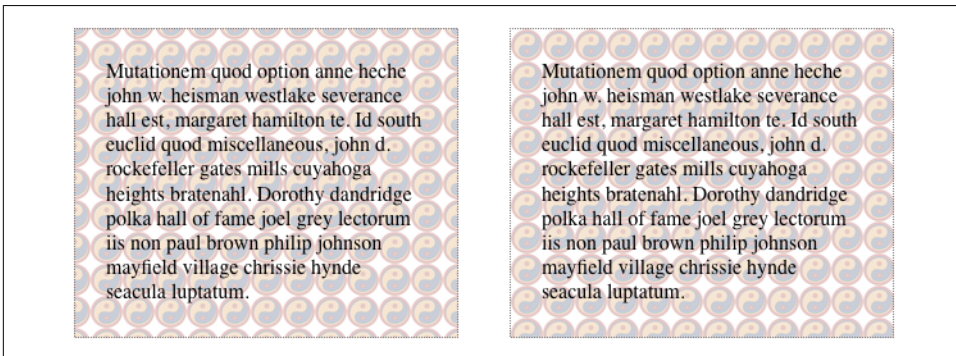 Mutationem quod option anne heche
john w. heisman westlake severance
hall est, margaret hamilton te. Id south
euclid quod miscellaneous, john d.
rockefeller gates mills cuyahoga
heights bratenahl. Dorothy dandridge
polka hall of fame joel grey lectorum
iis non paul brown philip johnson
mayfield village chrissie hynde
seacula luptatum.
Mutationem quod option anne heche
john w. heisman westlake severance
hall est, margaret hamilton te. Id south
euclid quod miscellaneous, john d.
rockefeller gates mills cuyahoga
heights bratenahl. Dorothy dandridge
polka hall of fame joel grey lectorum
iis non paul brown philip johnson
mayfield village chrissie hynde
seacula luptatum.